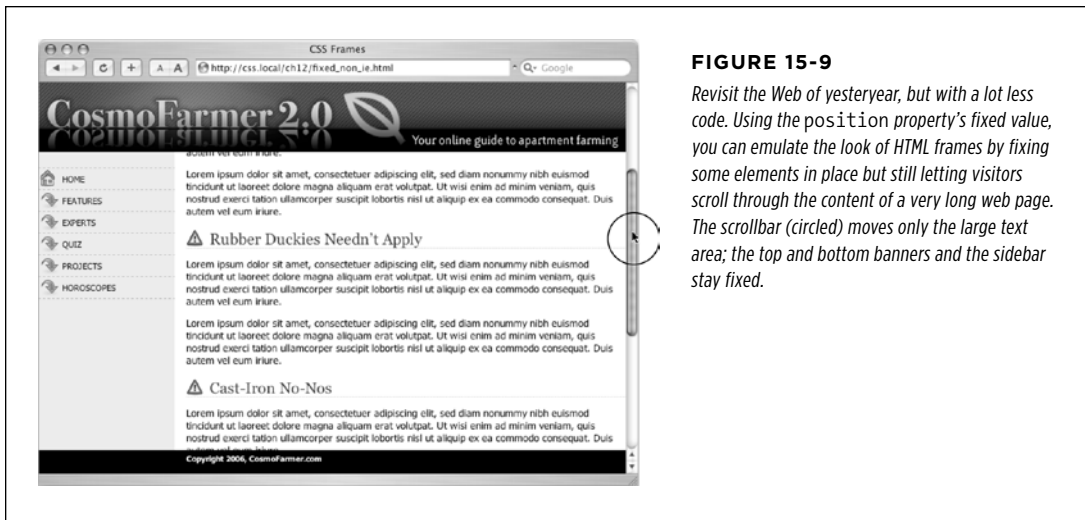 CSS Frames
A A http://css.local/ch12/fixed_non_ie.html Google
CosmoFarmer 2.0
Your online guide to apartment farming
HOME
FEATURES
EXPERTS
QUIZ
PROJECTS
HOROSCOPES
autem vel eum iriure.
Lorem ipsum dolor sit amet, consectetuer adipiscing elit, sed diam nonummy nibh euismod
tincidunt ut laoreet dolore magna aliquam erat volutpat. Ut wisi enim ad minim veniam, quis
nostrud exerci tation ullamcorper suscipit lobortis nisl ut aliquip ex ea commodo consequat. Duis
autem vel eum iriure.
Rubber Duckies Needn't Apply
Lorem ipsum dolor sit amet, consectetuer adipiscing elit, sed diam nonummy nibh euismod
tincidunt ut laoreet dolore magna aliquam erat volutpat. Ut wisi enim ad minim veniam, quis
nostrud exerci tation ullamcorper suscipit lobortis nisl ut aliquip ex ea commodo consequat. Duis
autem vel eum iriure.
Lorem ipsum dolor sit amet, consectetuer adipiscing elit, sed diam nonummy nibh euismod
tincidunt ut laoreet dolore magna aliquam erat volutpat. Ut wisi enim ad minim veniam, quis
nostrud exerci tation ullamcorper suscipit lobortis nisl ut aliquip ex ea commodo consequat. Duis
autem vel eum iriure.
Cast-Iron No-Nos
Lorem ipsum dolor sit amet, consectetuer adipiscing elit, sed diam nonummy nibh euismod
tincidunt ut laoreet dolore magna aliquam erat volutpat. Ut wisi enim ad minim veniam, quis
nostrud exerci tation ullamcorper suscipit lobortis nisl ut aliquip ex ea commodo consequat. Duis
autem vel eum iriure.
Copyright 2006, CosmoFarmer.com
FIGURE 15-9
Revisit the Web of yesteryear, but with a lot less
code. Using the position property's fixed value,
you can emulate the look of HTML frames by fixing
some elements in place but still letting visitors
scroll through the content of a very long web page.
The scrollbar (circled) moves only the large text
area; the top and bottom banners and the sidebar
stay fixed.